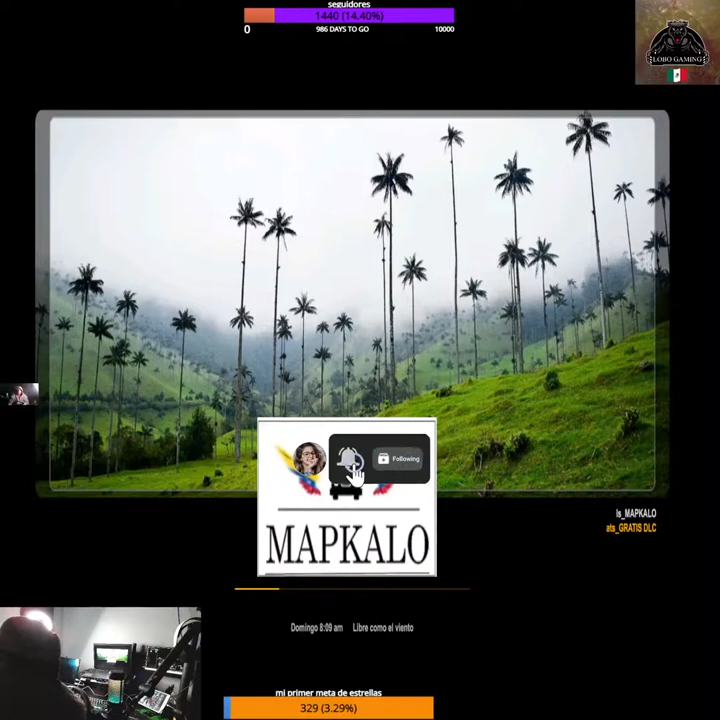 seguidores
1440 (14.40%)
0
986 DAYS TO GO
10000
LOBO GAMING
Following
MAPKALO
ls_MAPKALO
ats_GRATIS DLC
Domingo 8:09 am
Libre como el viento
mi primer meta de estrellas
329 (3.29%)